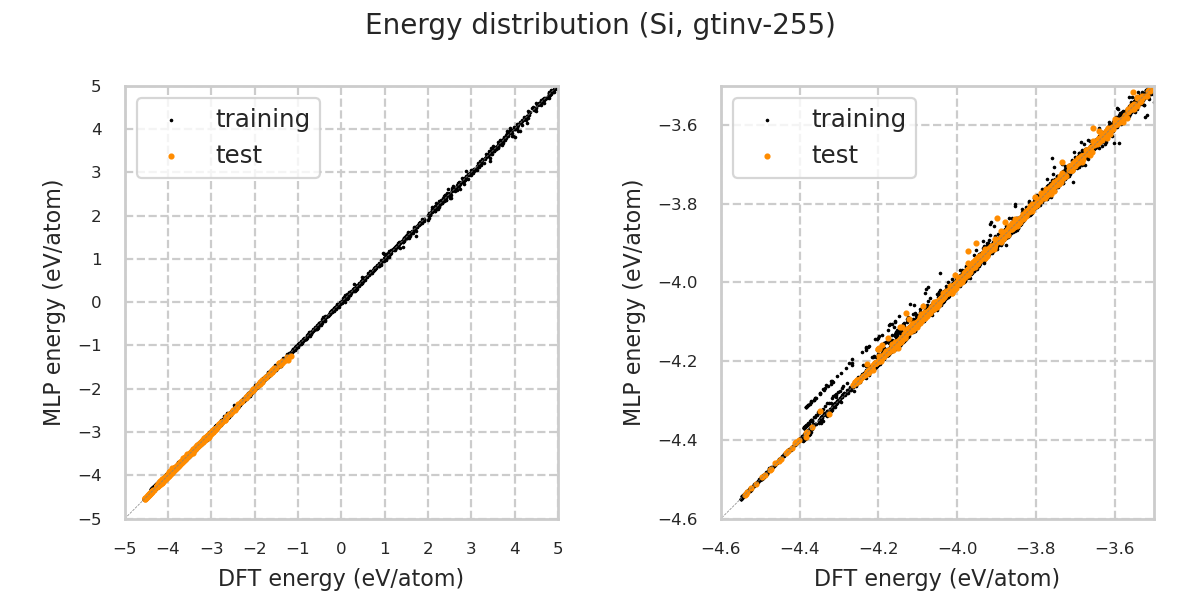 Energy distribution (Si, gtinv-255)
training
test
5
4
3
2
1
0
−1
−2
−3
−4
−5
−5 −4 −3 −2 −1 0 1 2 3 4 5
MLP energy (eV/atom)
DFT energy (eV/atom)
training
test
−3.6
−3.8
−4.0
−4.2
−4.4
−4.6
−4.6 −4.4 −4.2 −4.0 −3.8 −3.6
MLP energy (eV/atom)
DFT energy (eV/atom)